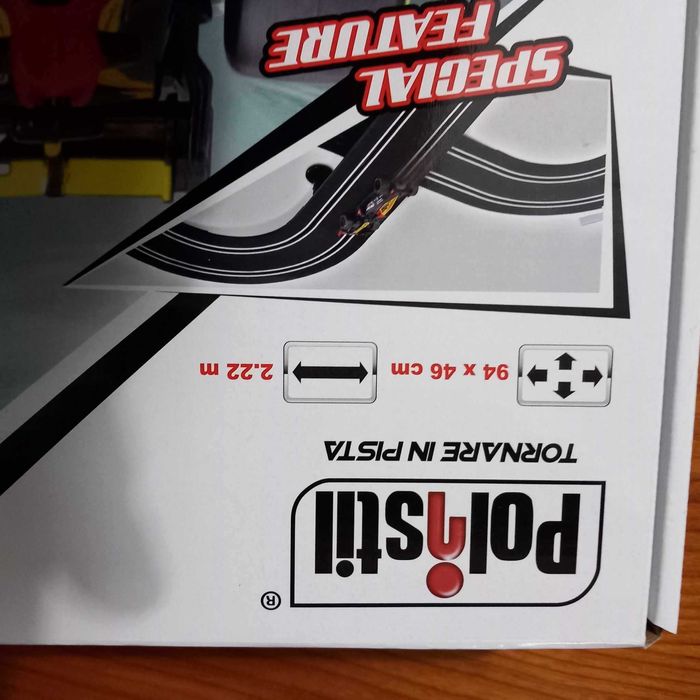 Polistil ®
TORNARE IN PISTA
94 x 46 cm 2.22 m
SPECIAL
FEATURE